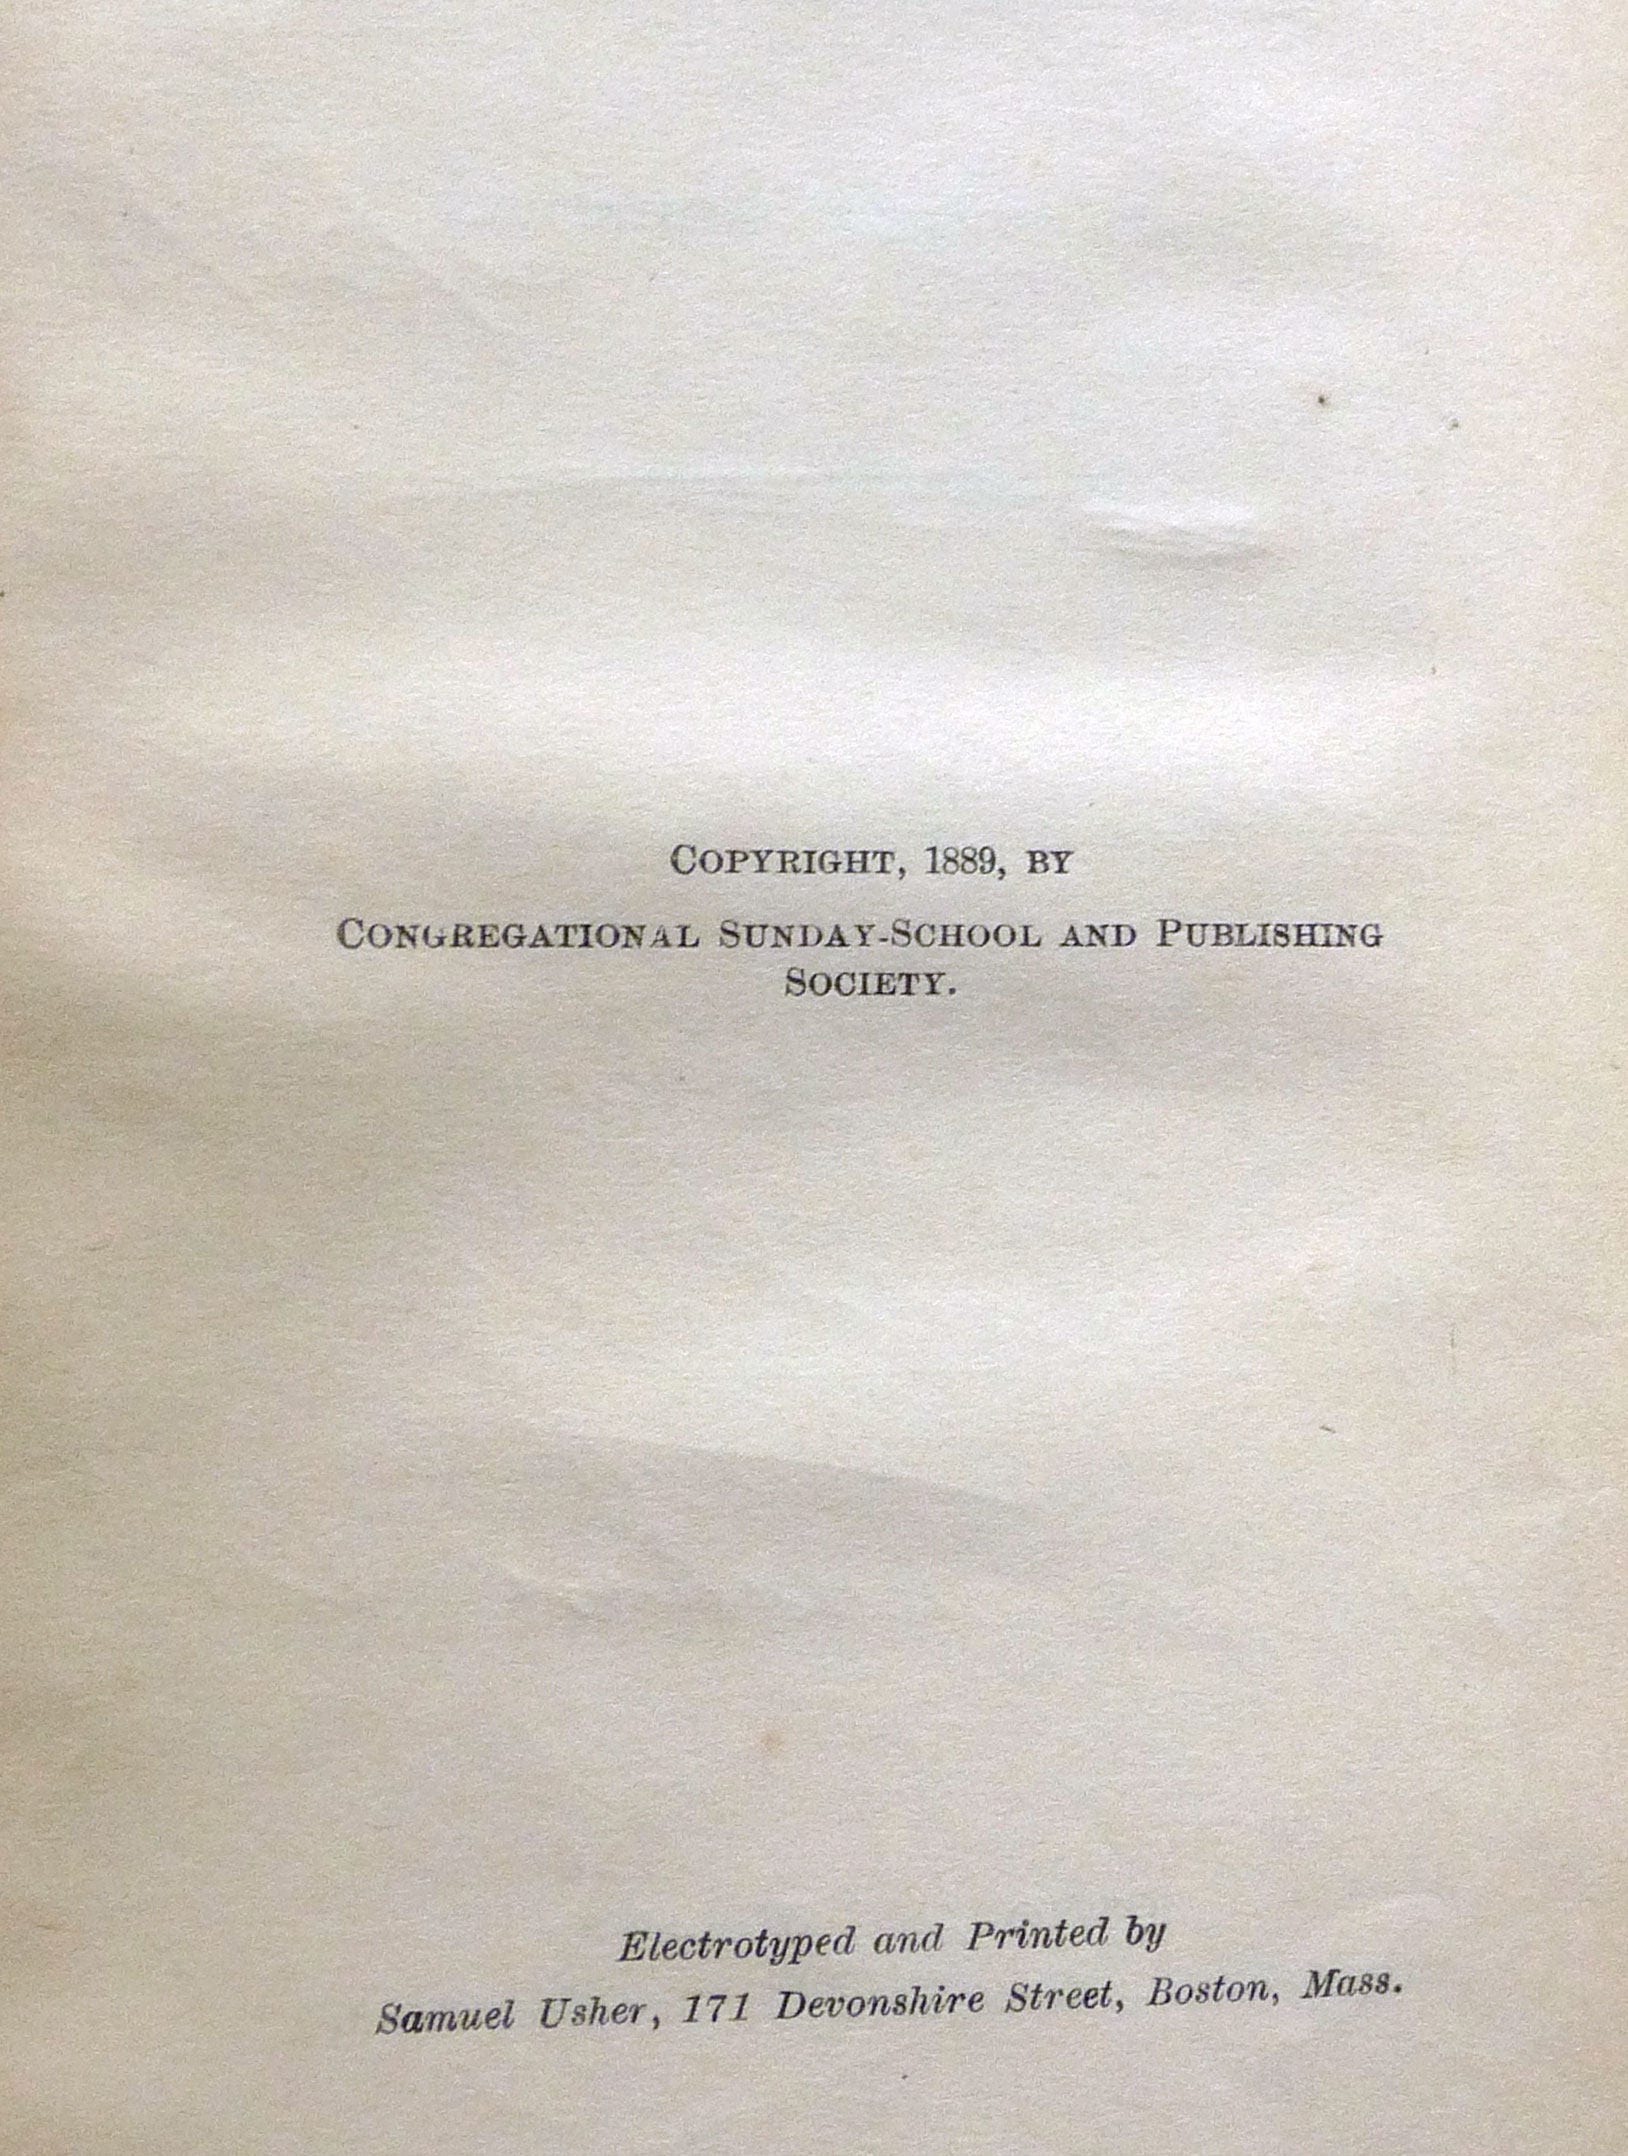 COPYRIGHT, 1889, BY
CONGREGATIONAL SUNDAY-SCHOOL AND PUBLISHING
SOCIETY.
Electrotyped and Printed by
Samuel Usher, 171 Devonshire Street, Boston, Mass.